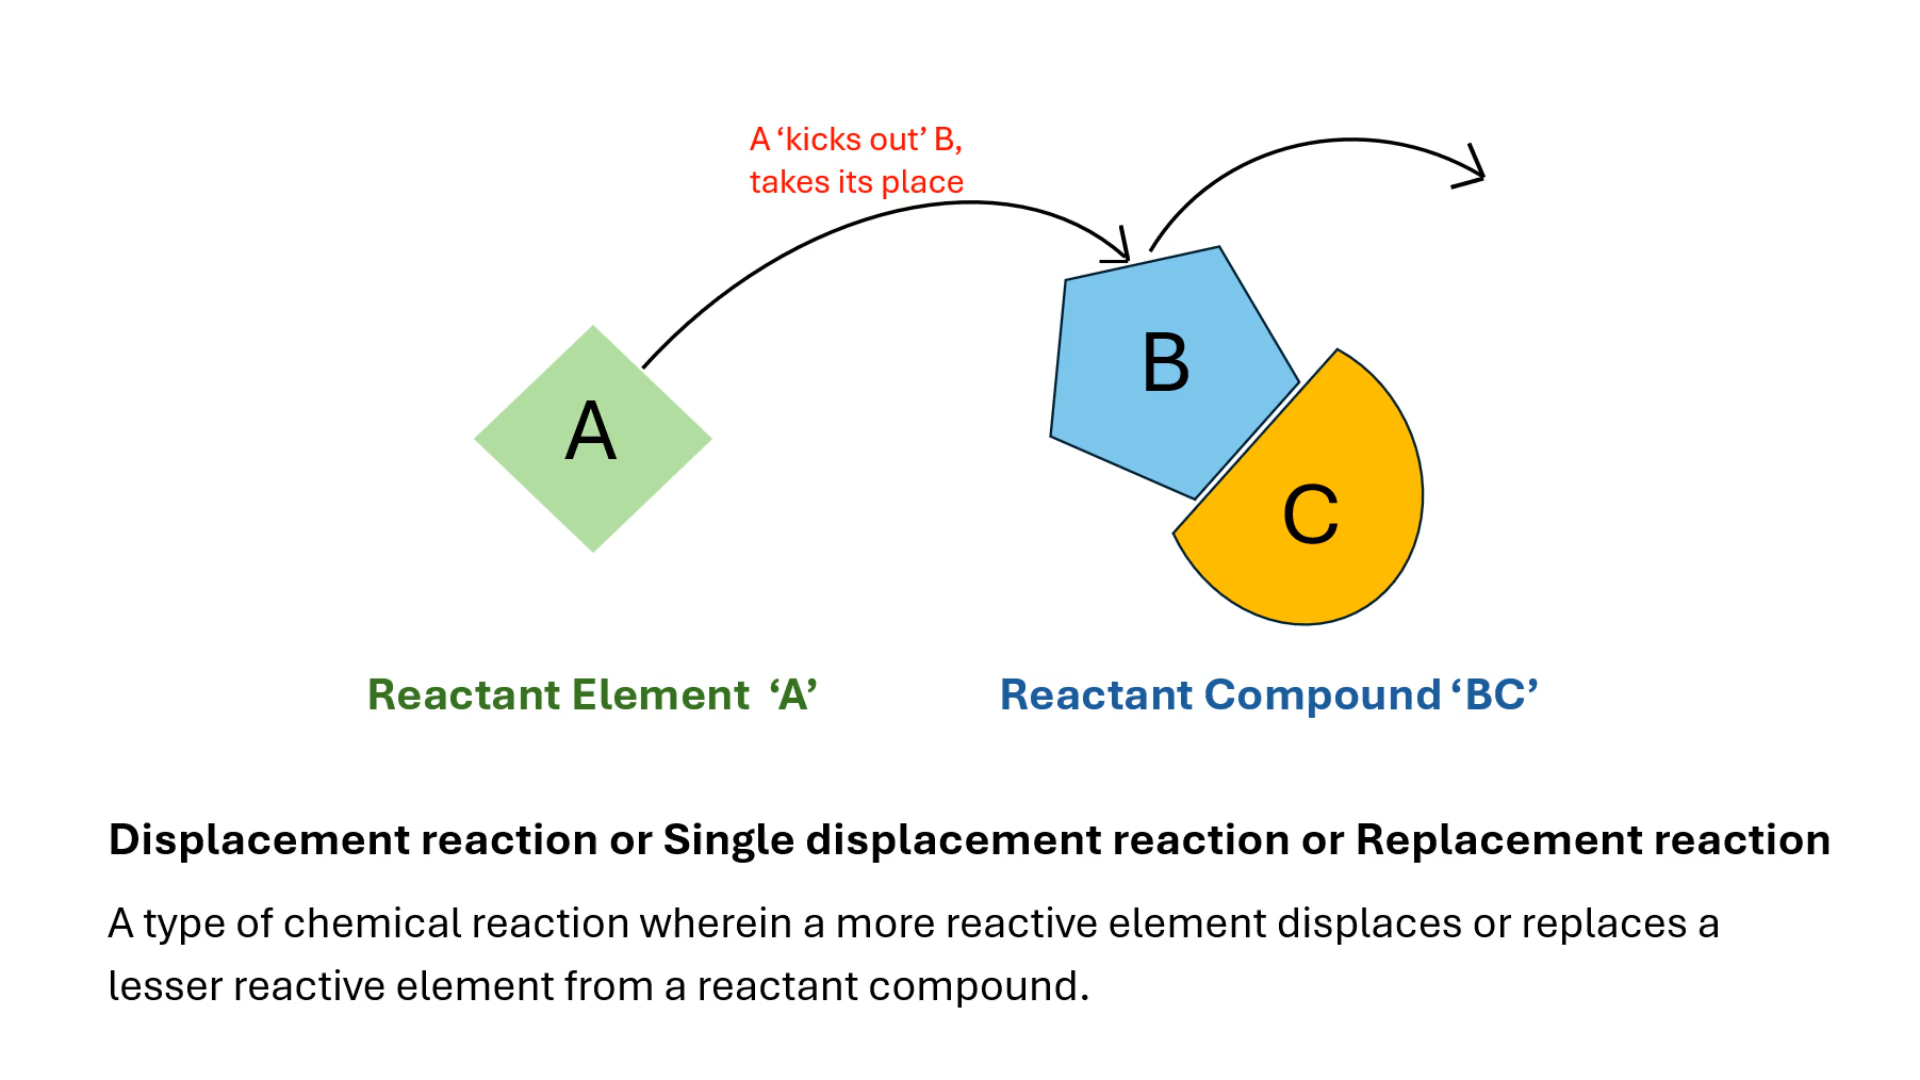 A ‘kicks out’ B,
takes its place
A
B
C
Reactant Element ‘A’
Reactant Compound ‘BC’
Displacement reaction or Single displacement reaction or Replacement reaction
A type of chemical reaction wherein a more reactive element displaces or replaces a
lesser reactive element from a reactant compound.